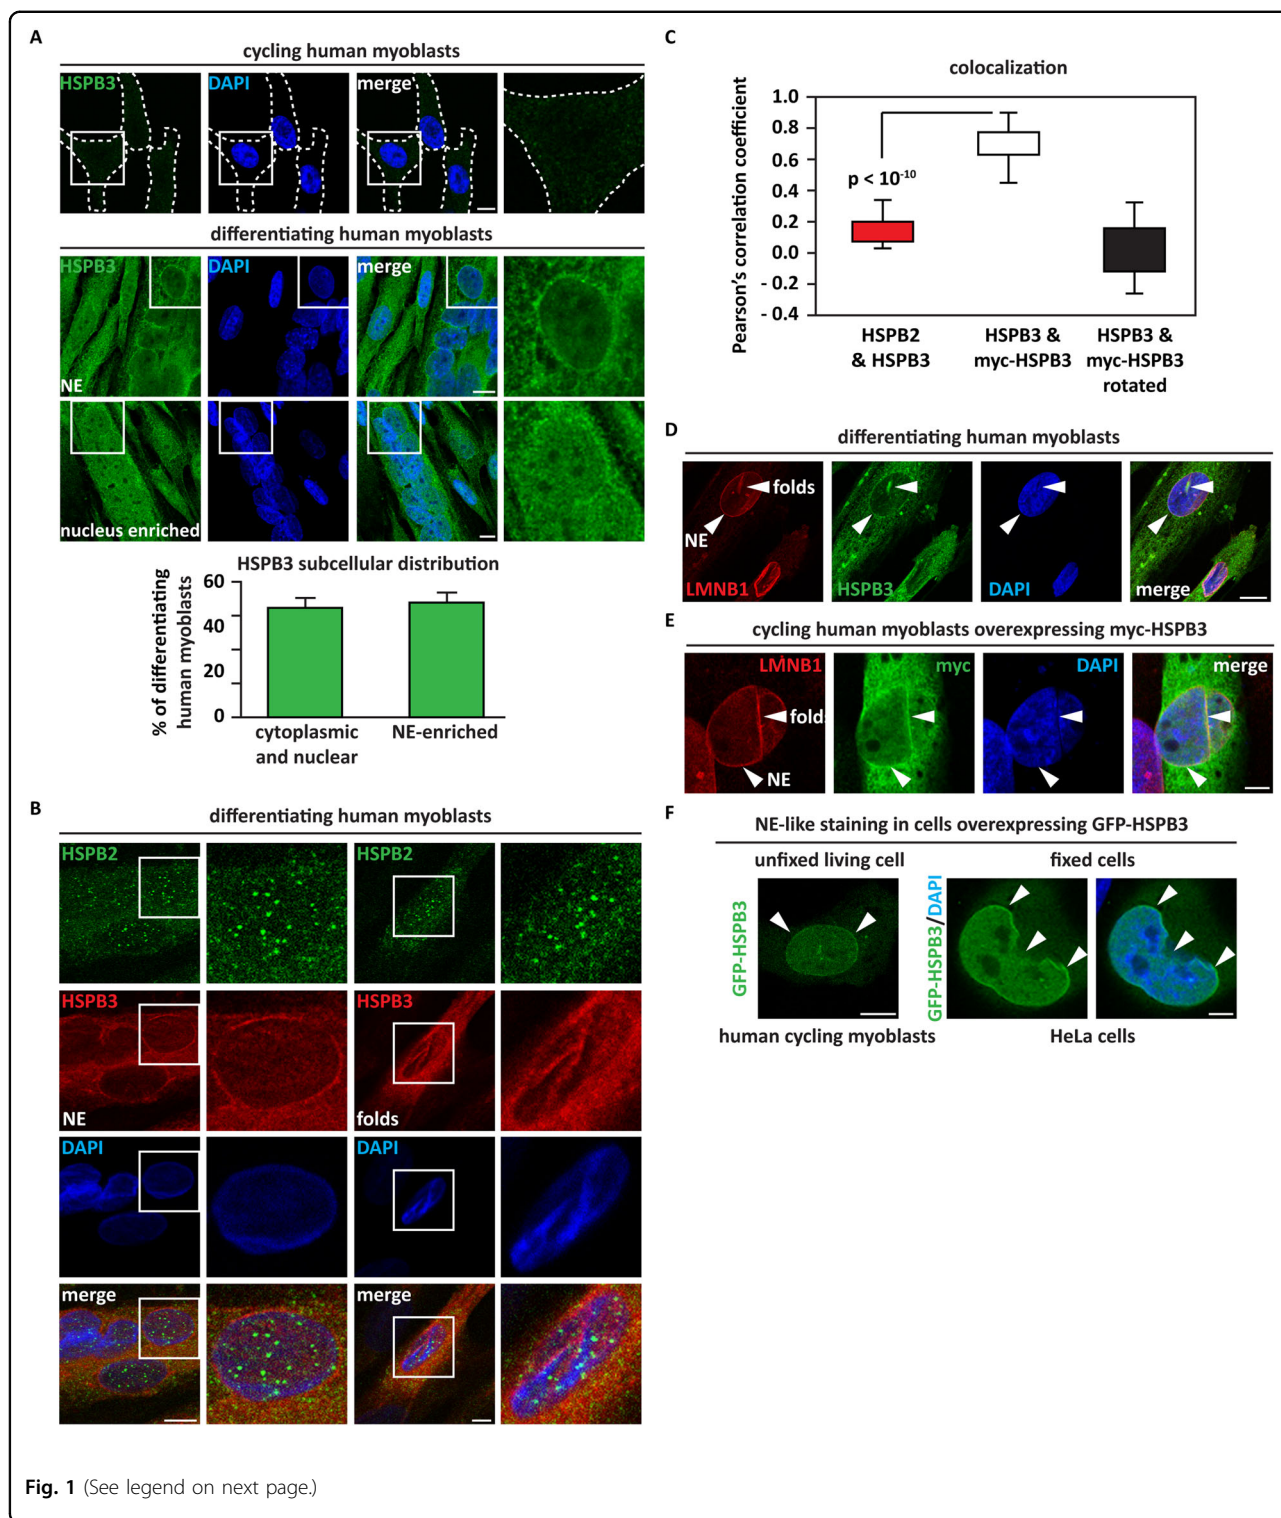 A
cycling human myoblasts
HSPB3
DAPI
merge
differentiating human myoblasts
HSPB3
DAPI
merge
NE
nucleus enriched
HSPB3 subcellular distribution
% of differentiating
human myoblasts
60
40
20
0
cytoplasmic
and nuclear
NE-enriched
B
differentiating human myoblasts
HSPB2
HSPB2
HSPB3
NE
HSPB3
folds
DAPI
DAPI
merge
merge
C
colocalization
Pearson's correlation coefficient
1.0
0.8
0.6
0.4
0.2
0.0
- 0.2
- 0.4
p < 10⁻¹⁰
HSPB2
& HSPB3
HSPB3 &
myc-HSPB3
HSPB3 &
myc-HSPB3
rotated
D
differentiating human myoblasts
folds
NE
LMNB1
HSPB3
DAPI
merge
E
cycling human myoblasts overexpressing myc-HSPB3
LMNB1
myc
DAPI
merge
folds
NE
F
NE-like staining in cells overexpressing GFP-HSPB3
unfixed living cell
fixed cells
GFP-HSPB3
GFP-HSPB3/DAPI
human cycling myoblasts
HeLa cells
Fig. 1 (See legend on next page.)